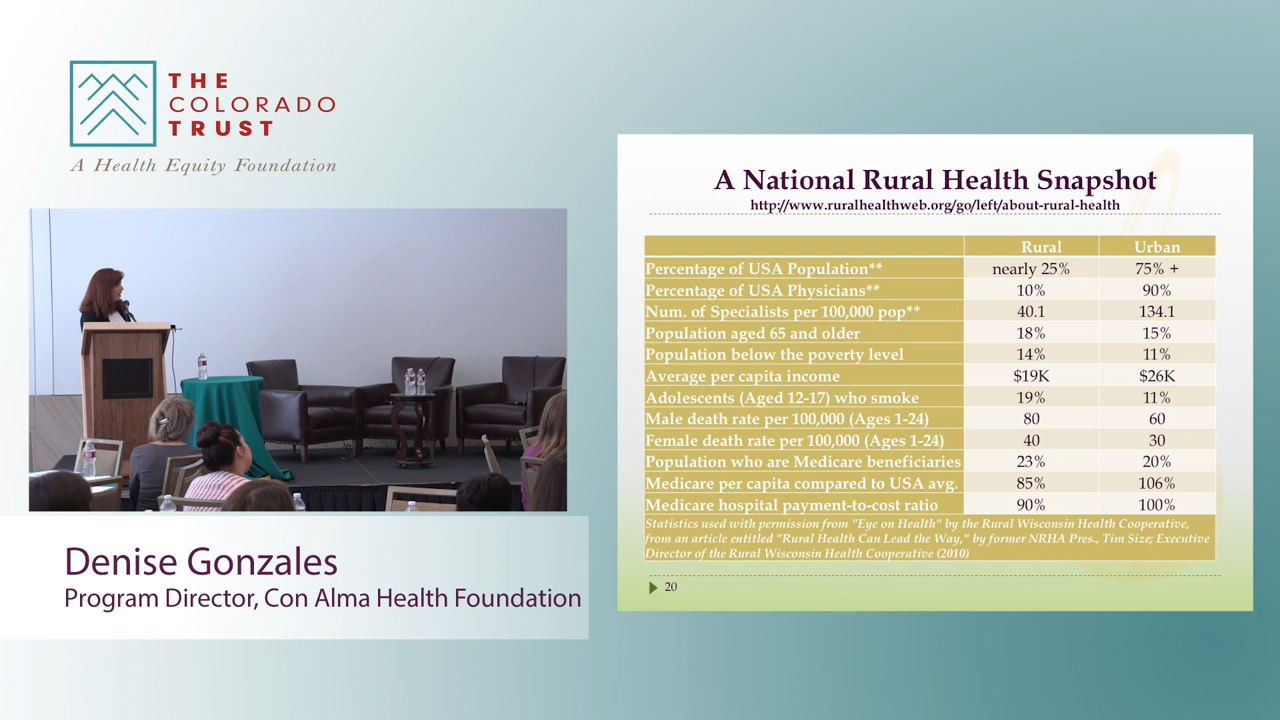 THE
COLORADO
TRUST
A Health Equity Foundation
Denise Gonzales
Program Director, Con Alma Health Foundation
A National Rural Health Snapshot
http://www.ruralhealthweb.org/go/left/about-rural-health
Rural Urban
Percentage of USA Population** nearly 25% 75% +
Percentage of USA Physicians** 10% 90%
Num. of Specialists per 100,000 pop** 40.1 134.1
Population aged 65 and older 18% 15%
Population below the poverty level 14% 11%
Average per capita income $19K $26K
Adolescents (Aged 12-17) who smoke 19% 11%
Male death rate per 100,000 (Ages 1-24) 80 60
Female death rate per 100,000 (Ages 1-24) 40 30
Population who are Medicare beneficiaries 23% 20%
Medicare per capita compared to USA avg. 85% 106%
Medicare hospital payment-to-cost ratio 90% 100%
Statistics used with permission from "Eye on Health" by the Rural Wisconsin Health Cooperative,
from an article entitled "Rural Health Can Lead the Way," by former NRHA Pres., Tim Size; Executive
Director of the Rural Wisconsin Health Cooperative (2010)
20